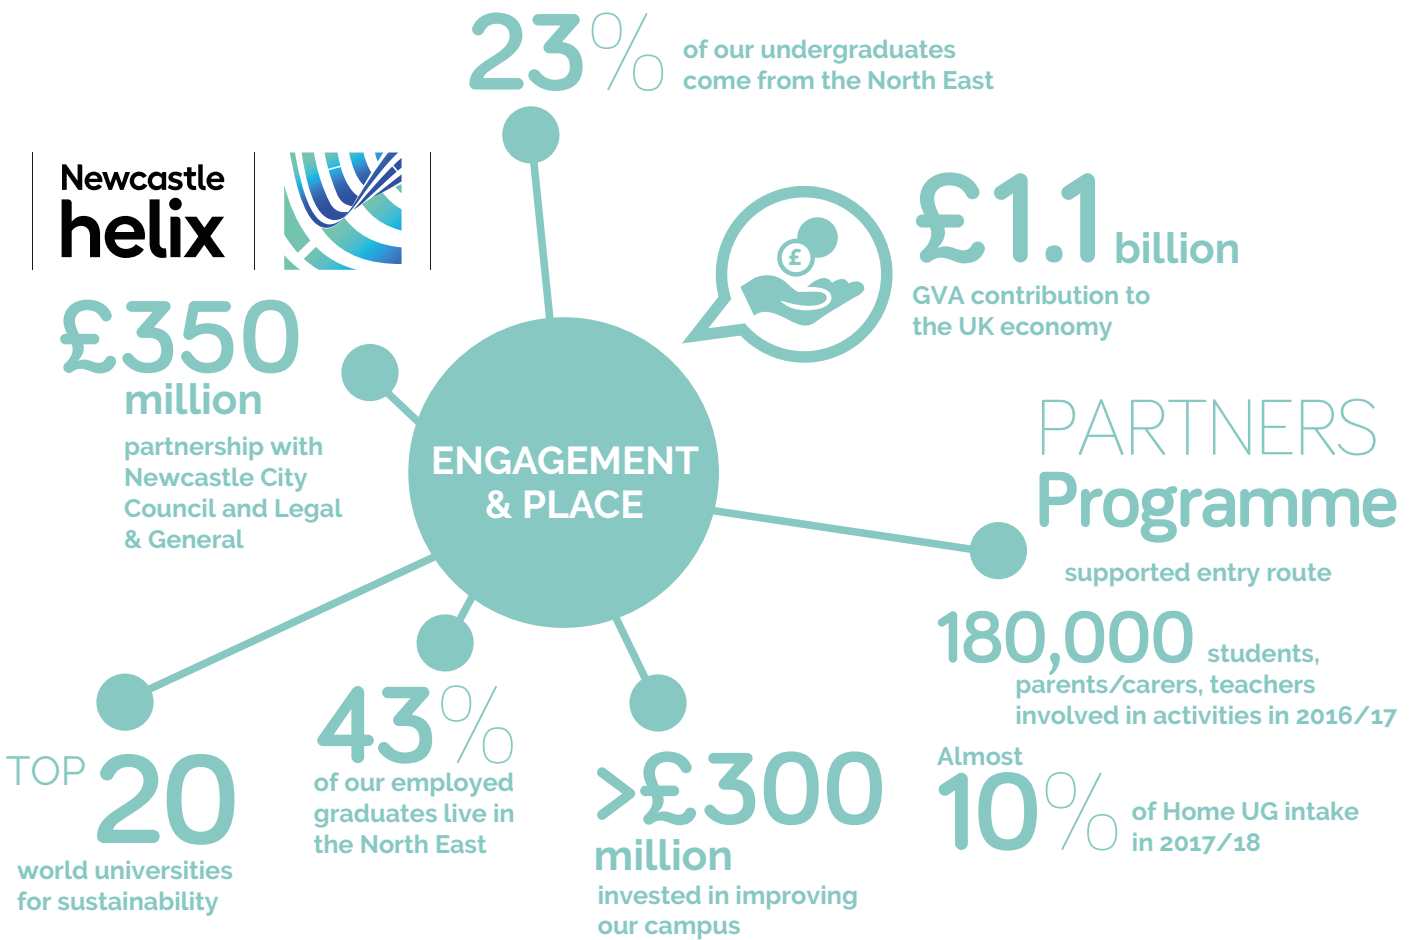 23%
of our undergraduates
come from the North East
Newcastle
helix
£350
million
partnership with
Newcastle City
Council and Legal
& General
£
£1.1 billion
GVA contribution to
the UK economy
ENGAGEMENT
& PLACE
PARTNERS
Programme
supported entry route
180,000 students,
parents/carers, teachers
involved in activities in 2016/17
Almost
10%
of Home UG intake
in 2017/18
TOP 20
world universities
for sustainability
43%
of our employed
graduates live in
the North East
>£300
million
invested in improving
our campus